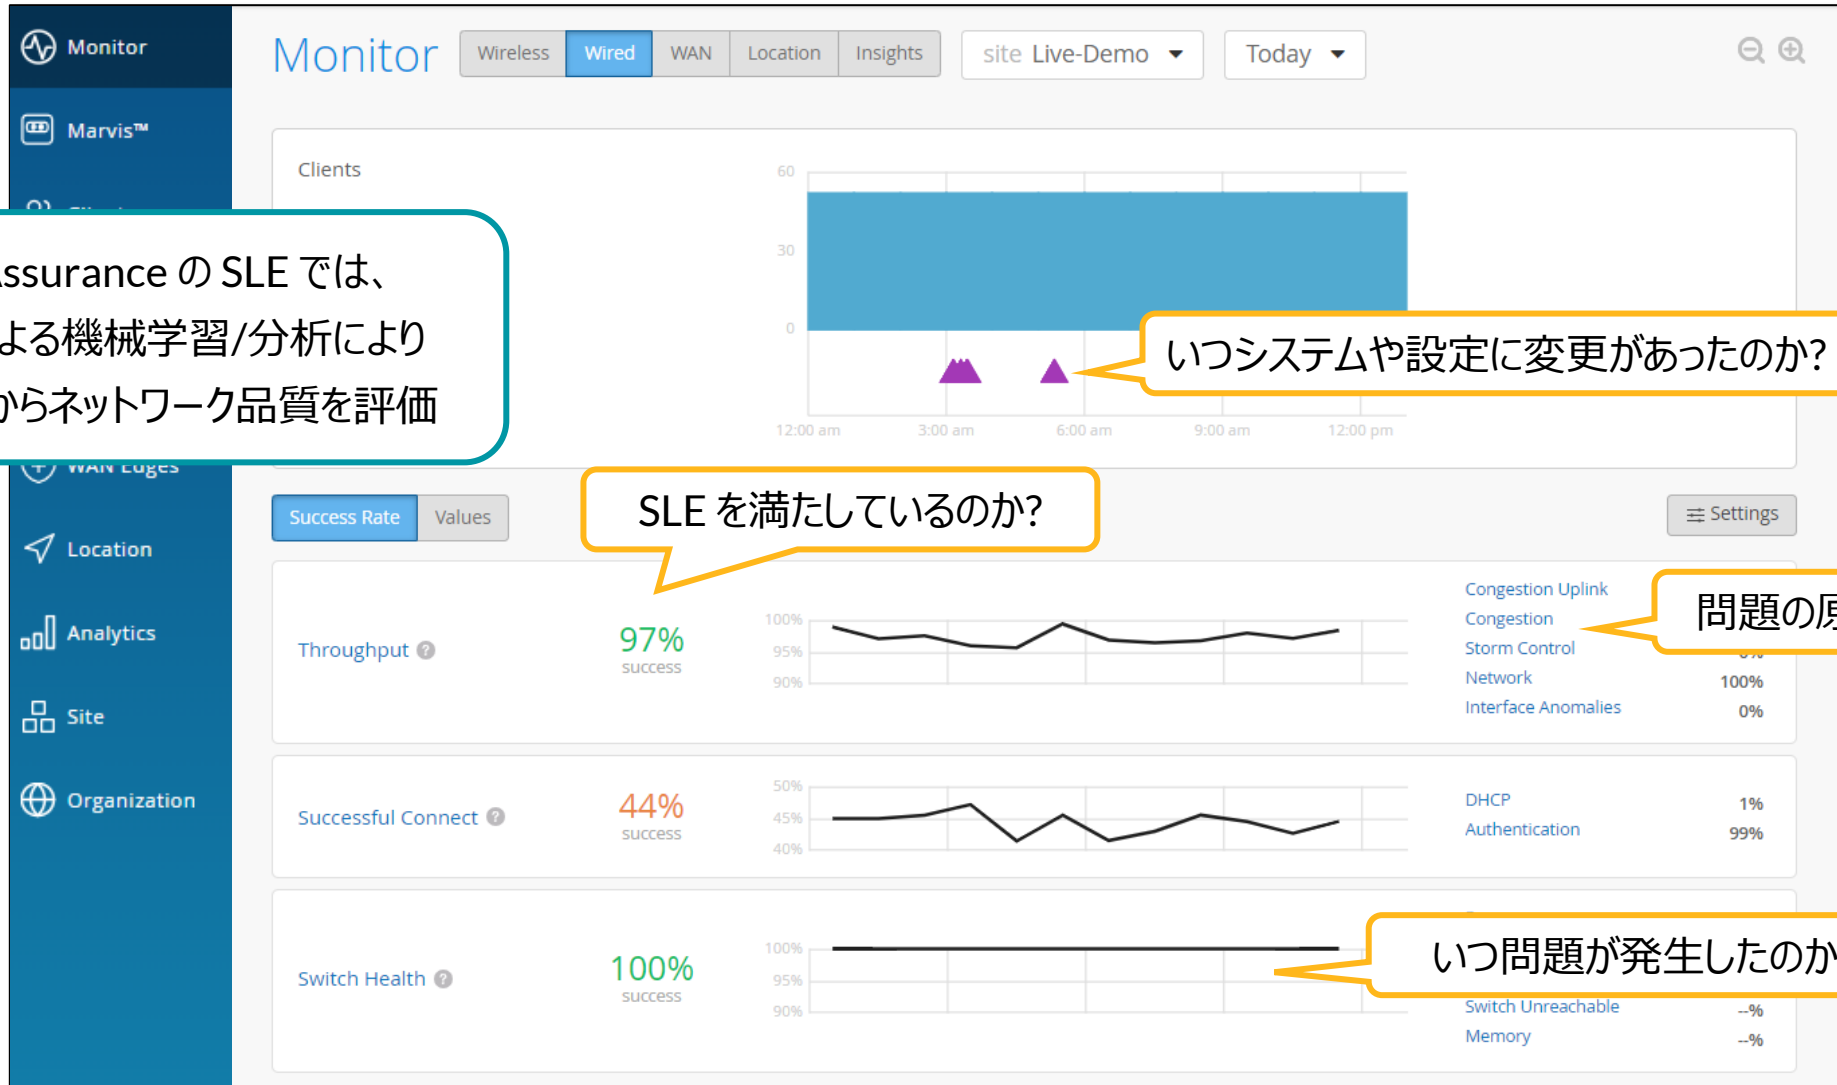 Monitor
Monitor
Wireless
Wired
WAN
Location
Insights
site Live-Demo
Today
Marvis™
Clients
60
30
0
12:00 am
3:00 am
6:00 am
9:00 am
12:00 pm
いつシステムや設定に変更があったのか?
Assurance の SLE では、
よる機械学習/分析により
からネットワーク品質を評価
WAN Edges
Location
Analytics
Site
Organization
Success Rate
Values
SLE を満たしているのか?
Settings
Throughput
97%
success
100%
95%
90%
Congestion Uplink
Congestion
Storm Control
Network
100%
Interface Anomalies
0%
問題の原
Successful Connect
44%
success
50%
45%
40%
DHCP
1%
Authentication
99%
Switch Health
100%
success
100%
95%
90%
いつ問題が発生したのか
Switch Unreachable
--%
Memory
--%